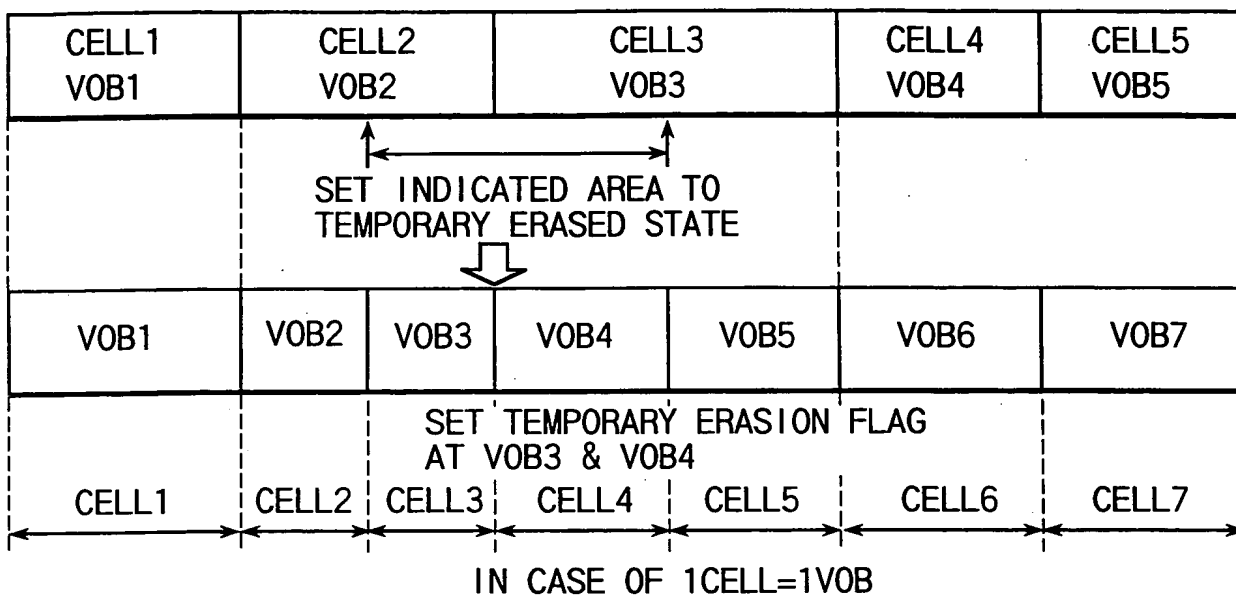 CELL1 CELL2 CELL3 CELL4 CELL5
VOB1 VOB2 VOB3 VOB4 VOB5
SET INDICATED AREA TO
TEMPORARY ERASED STATE
VOB1 VOB2 VOB3 VOB4 VOB5 VOB6 VOB7
SET TEMPORARY ERASION FLAG
AT VOB3 & VOB4
CELL1 CELL2 CELL3 CELL4 CELL5 CELL6 CELL7
IN CASE OF 1CELL=1VOB